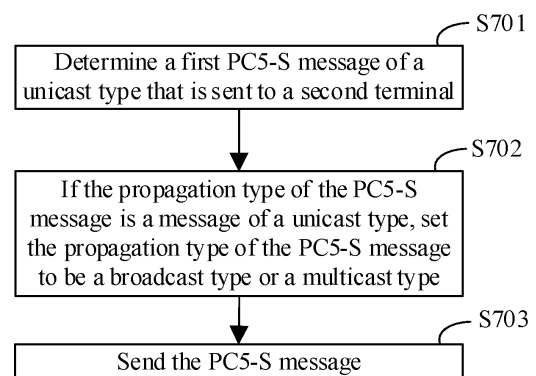 S701
Determine a first PC5-S message of a
unicast type that is sent to a second terminal
S702
If the propagation type of the PC5-S
message is a message of a unicast type, set
the propagation type of the PC5-S message
to be a broadcast type or a multicast type
S703
Send the PC5-S message